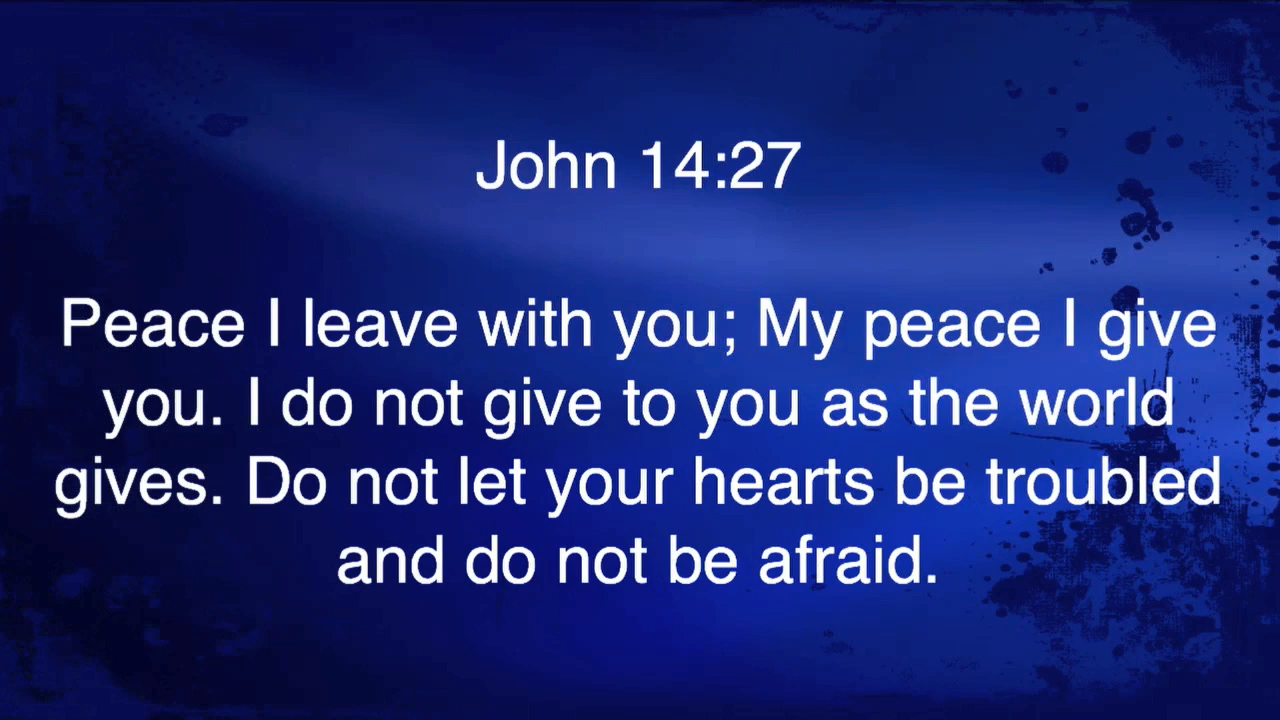 John 14:27
Peace I leave with you; My peace I give
you. I do not give to you as the world
gives. Do not let your hearts be troubled
and do not be afraid.